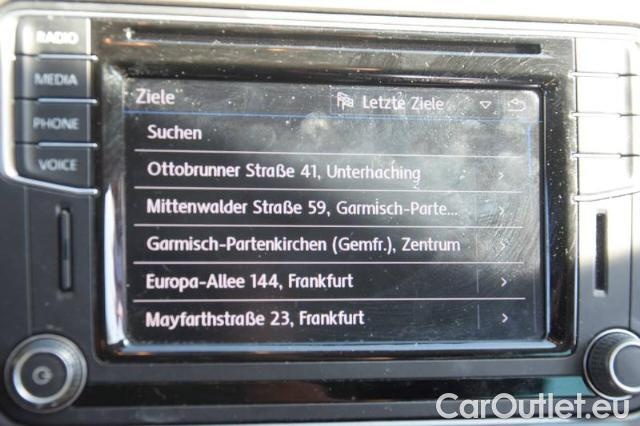 RADIO
MEDIA
PHONE
VOICE
Ziele
Letzte Ziele
Suchen
Ottobrunner Straße 41, Unterhaching
Mittenwalder Straße 59, Garmisch-Parte...
Garmisch-Partenkirchen (Gemfr.), Zentrum
Europa-Allee 144, Frankfurt
Mayfarthstraße 23, Frankfurt
CarOutlet.eu